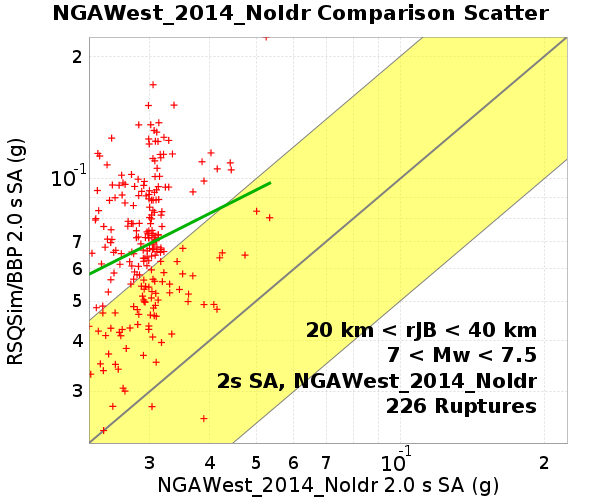 NGAWest_2014_NoIdr Comparison Scatter
RSQSim/BBP 2.0 s SA (g)
2
10-1
7
6
5
4
3
20 km < rJB < 40 km
7 < Mw < 7.5
2s SA, NGAWest_2014_NoIdr
226 Ruptures
3 4 5 6 7 10-1 2
NGAWest_2014_NoIdr 2.0 s SA (g)